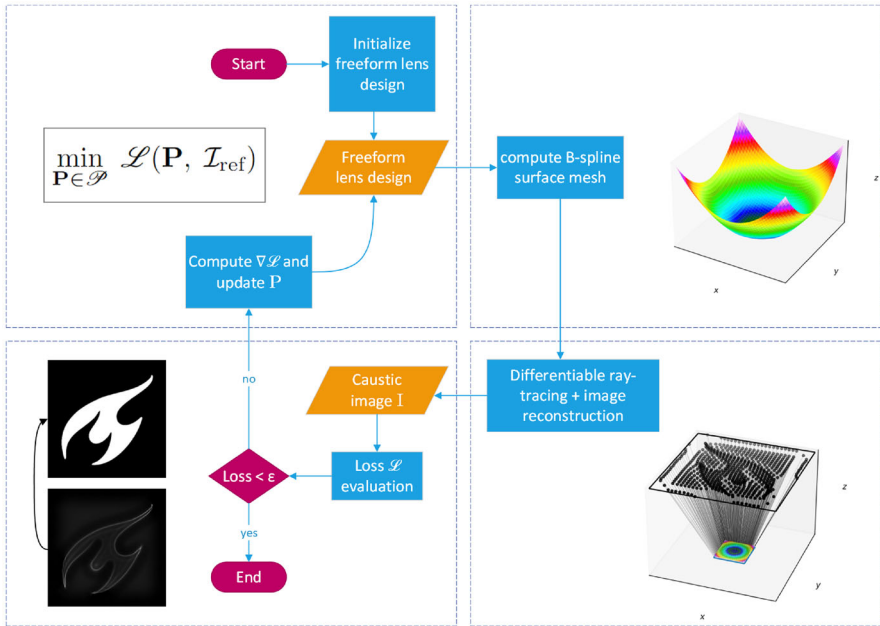 Start
Initialize
freeform lens
design
min
P∈𝒫
ℒ(P, ℐref)
Freeform
lens design
compute B-spline
surface mesh
z
y
x
Compute ∇ℒ and
update P
no
Caustic
image I
Differentiable ray-
tracing + image
reconstruction
Loss < ε
Loss ℒ
evaluation
yes
End
z
y
x